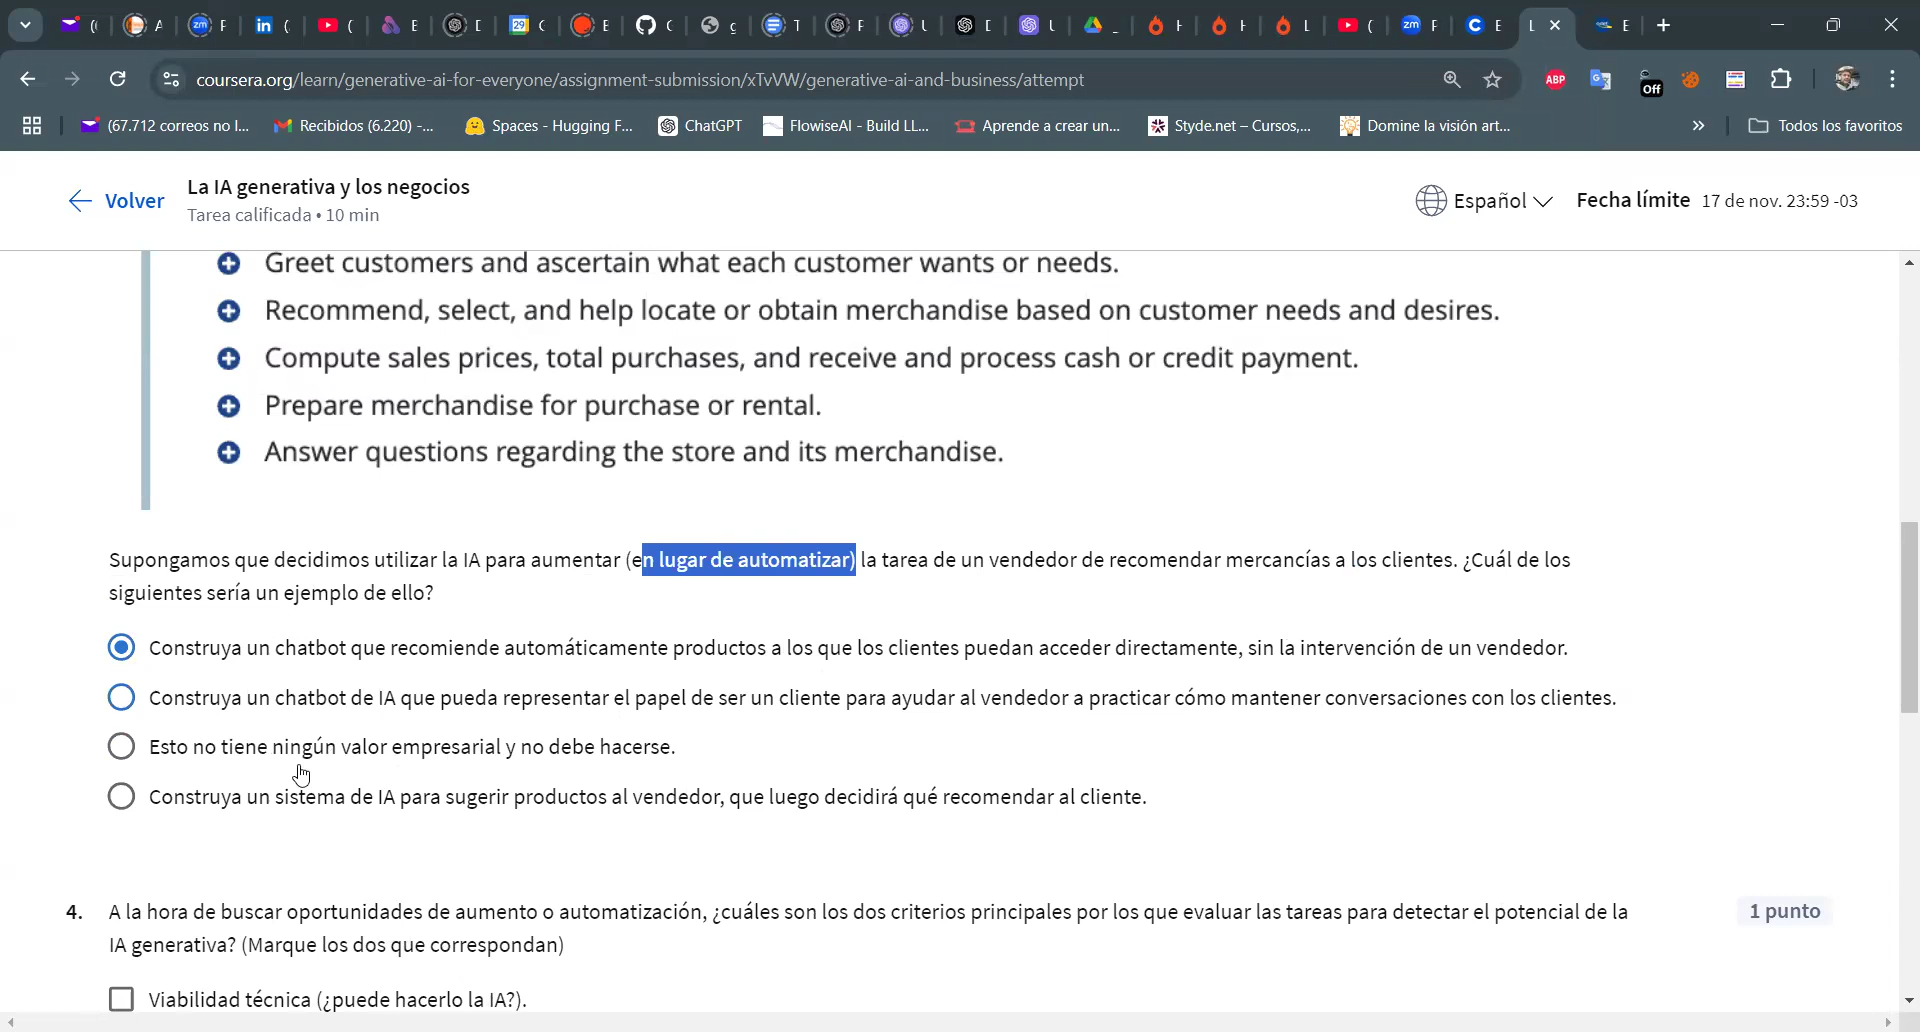 coursera.org/learn/generative-ai-for-everyone/assignment-submission/xTvVW/generative-ai-and-business/attempt
ABP
Off
(67.712 correos no l...
Recibidos (6.220) -...
Spaces - Hugging F...
ChatGPT
FlowiseAI - Build LL...
Aprende a crear un...
Styde.net – Cursos,...
Domine la visión art...
Todos los favoritos
Volver
La IA generativa y los negocios
Tarea calificada • 10 min
Español
Fecha límite 17 de nov. 23:59 -03
Greet customers and ascertain what each customer wants or needs.
Recommend, select, and help locate or obtain merchandise based on customer needs and desires.
Compute sales prices, total purchases, and receive and process cash or credit payment.
Prepare merchandise for purchase or rental.
Answer questions regarding the store and its merchandise.
Supongamos que decidimos utilizar la IA para aumentar (en lugar de automatizar) la tarea de un vendedor de recomendar mercancías a los clientes. ¿Cuál de los
siguientes sería un ejemplo de ello?
Construya un chatbot que recomiende automáticamente productos a los que los clientes puedan acceder directamente, sin la intervención de un vendedor.
Construya un chatbot de IA que pueda representar el papel de ser un cliente para ayudar al vendedor a practicar cómo mantener conversaciones con los clientes.
Esto no tiene ningún valor empresarial y no debe hacerse.
Construya un sistema de IA para sugerir productos al vendedor, que luego decidirá qué recomendar al cliente.
4. A la hora de buscar oportunidades de aumento o automatización, ¿cuáles son los dos criterios principales por los que evaluar las tareas para detectar el potencial de la
IA generativa? (Marque los dos que correspondan)
1 punto
Viabilidad técnica (¿puede hacerlo la IA?).